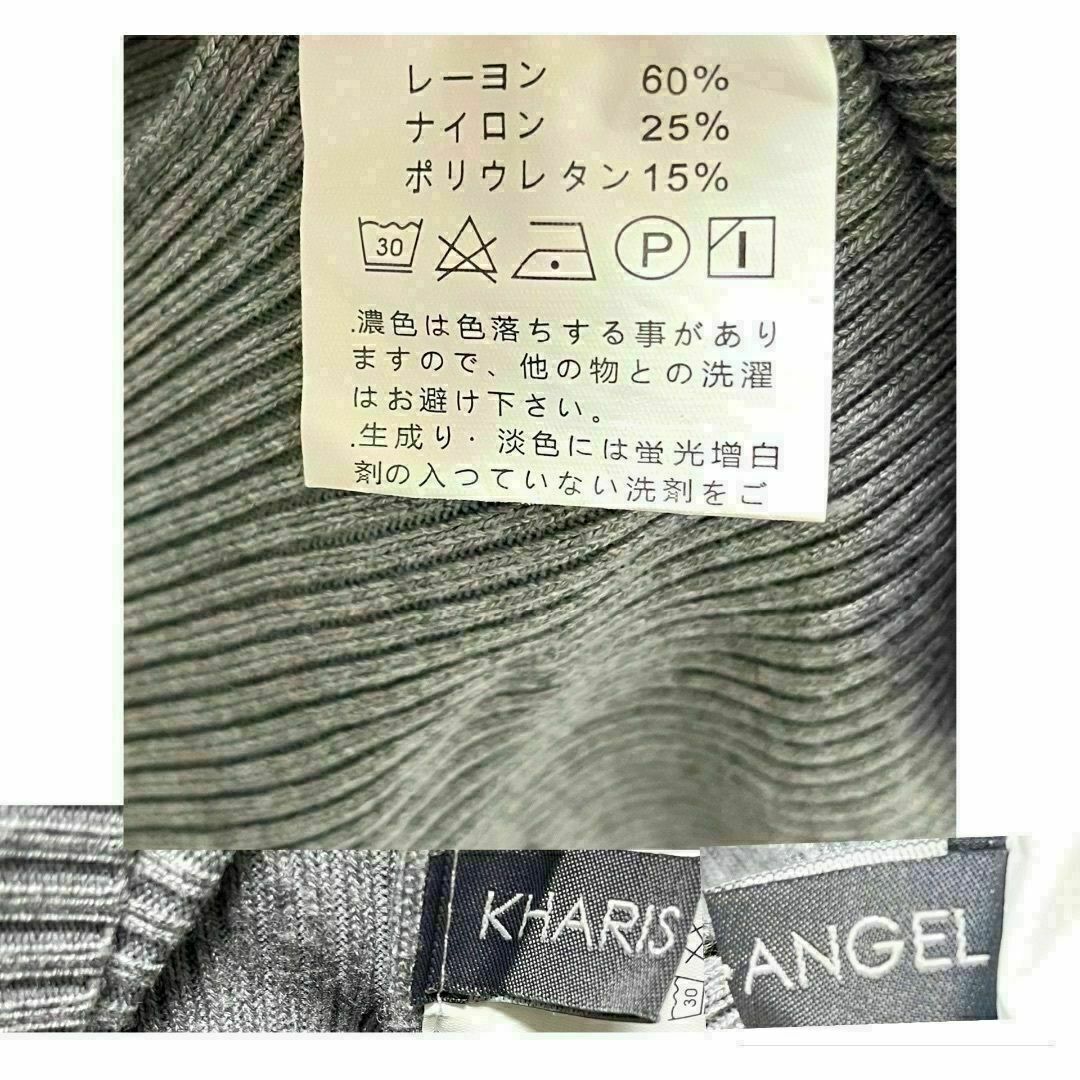 レーヨン 60%
ナイロン 25%
ポリウレタン 15%
30 P
.濃色は色落ちする事があり
ますので、他の物との洗濯
はお避け下さい。
.生成り・淡色には蛍光増白
剤の入つていない洗剤をご
KHARIS
30
ANGEL